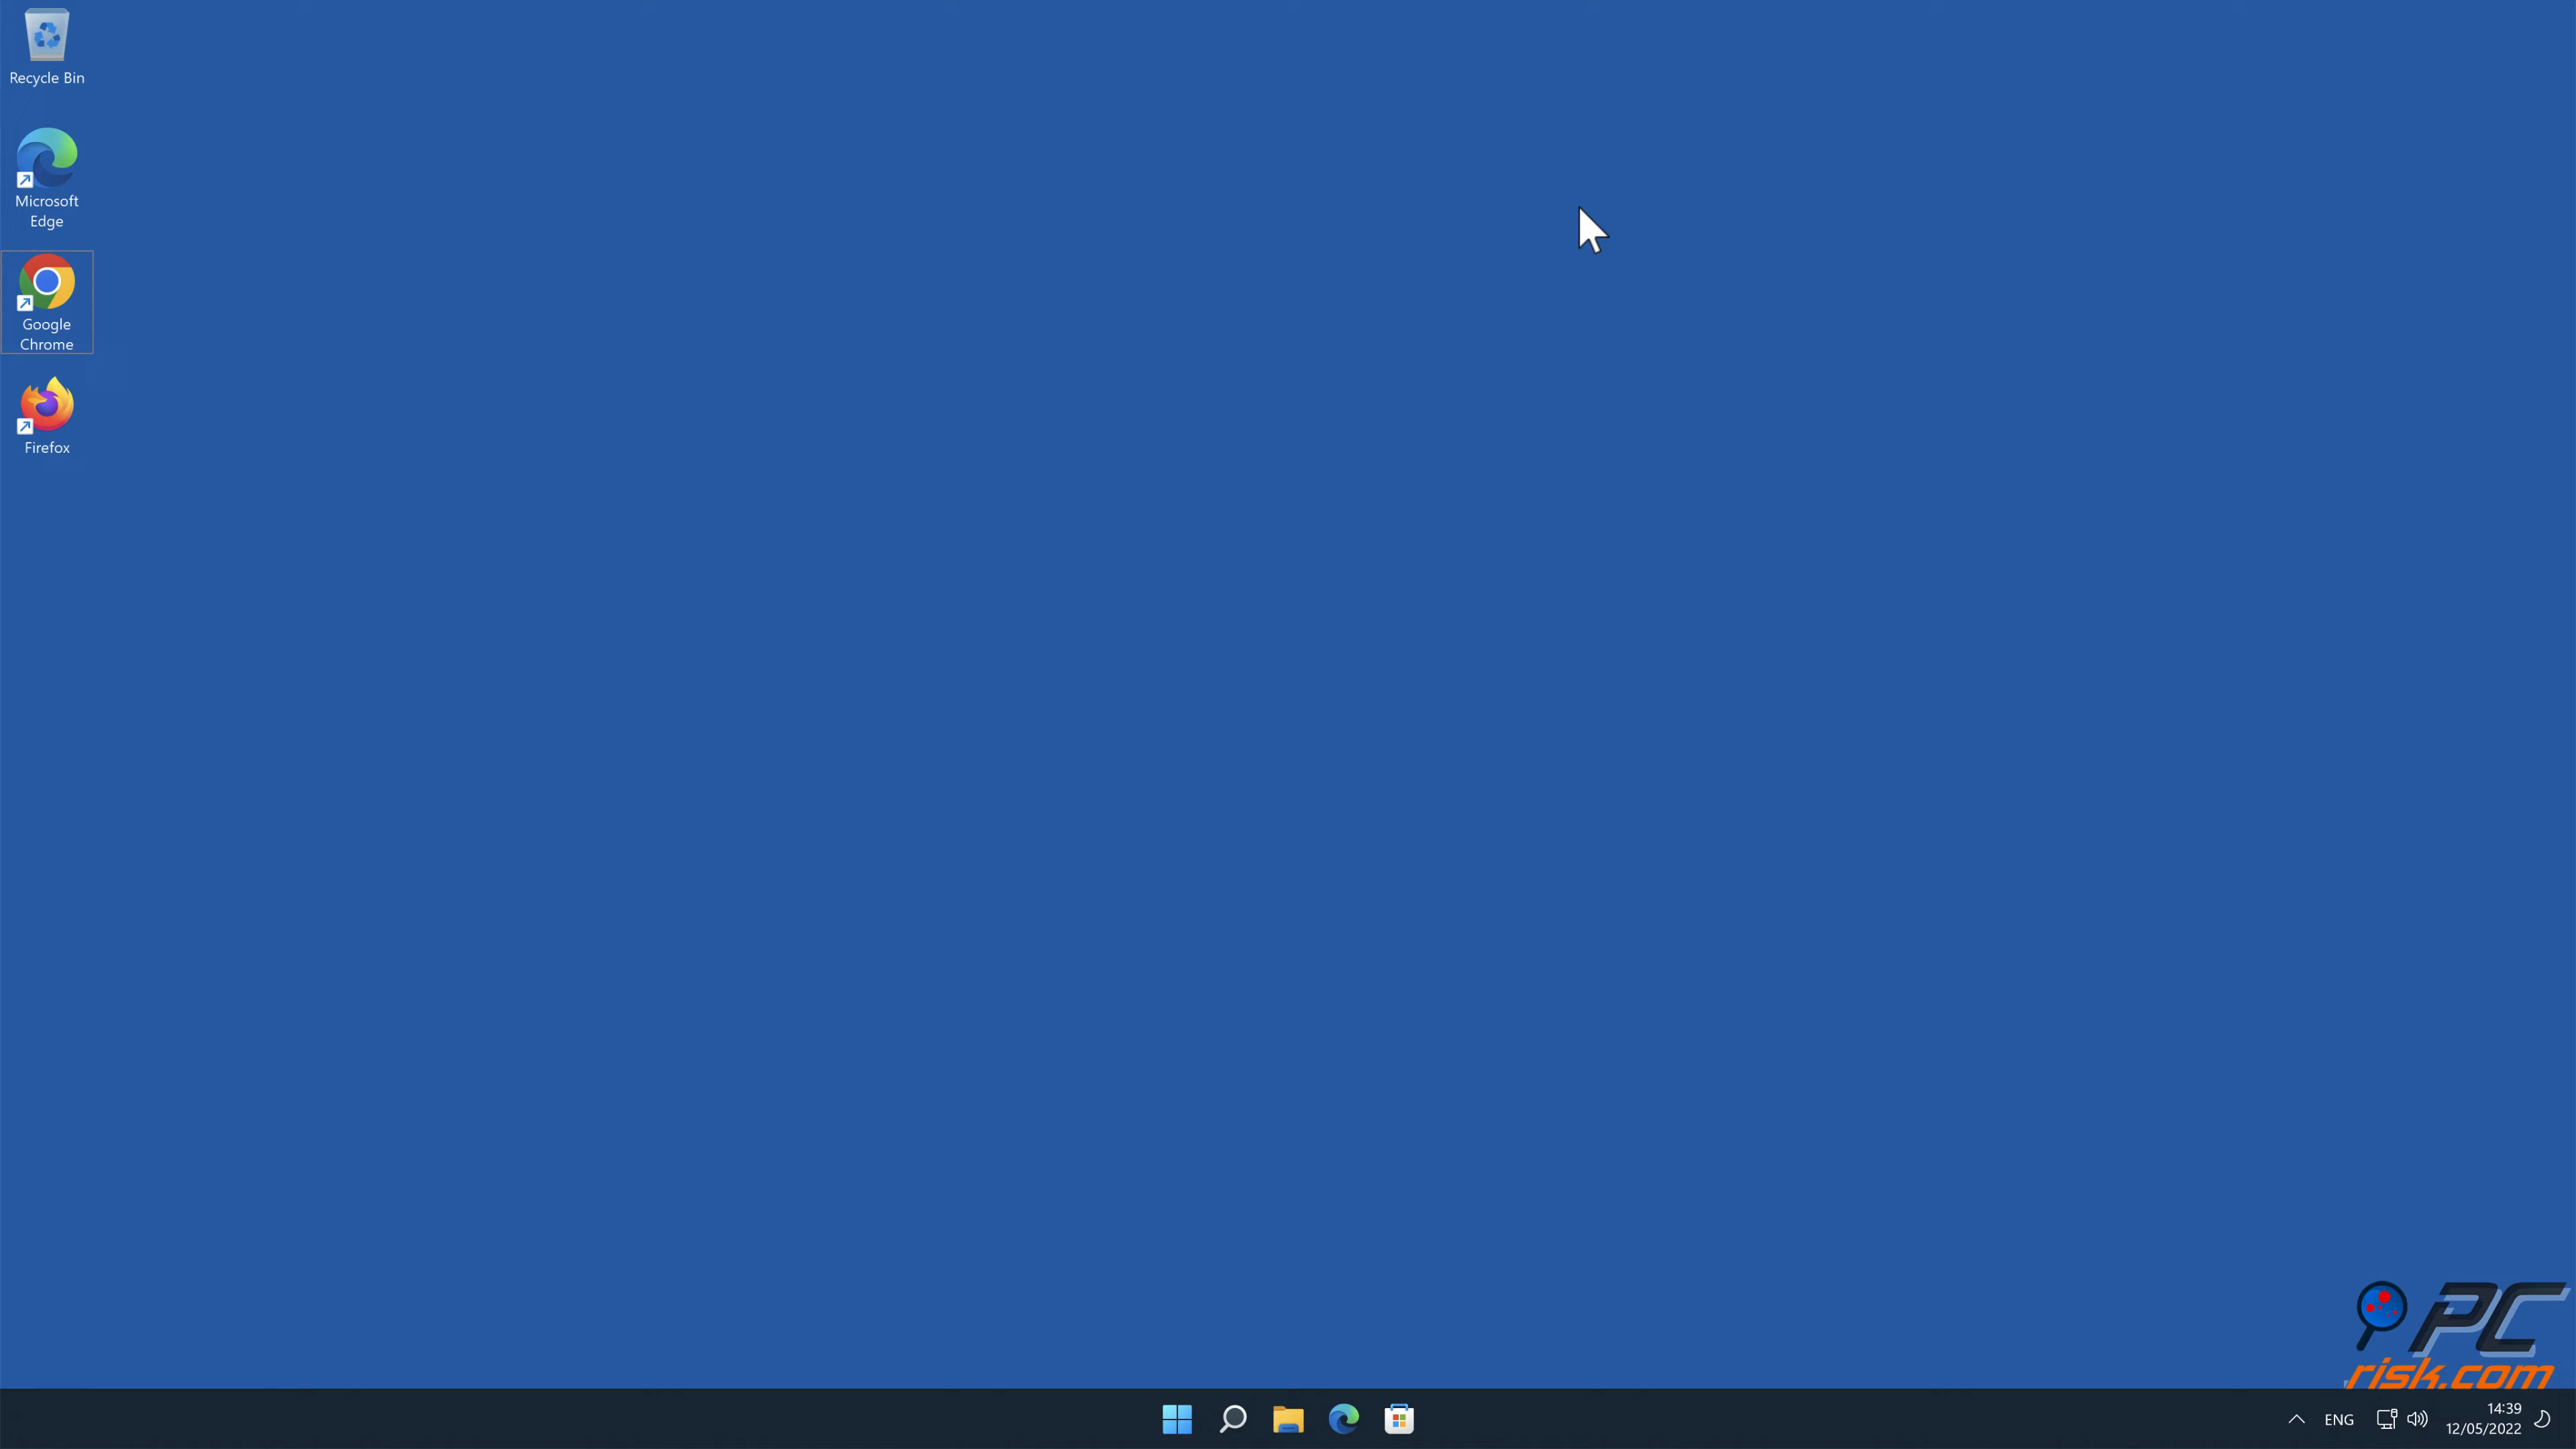 Recycle Bin
Microsoft
Edge
Google
Chrome
Firefox
PC
risk.com
ENG
14:39
12/05/2022